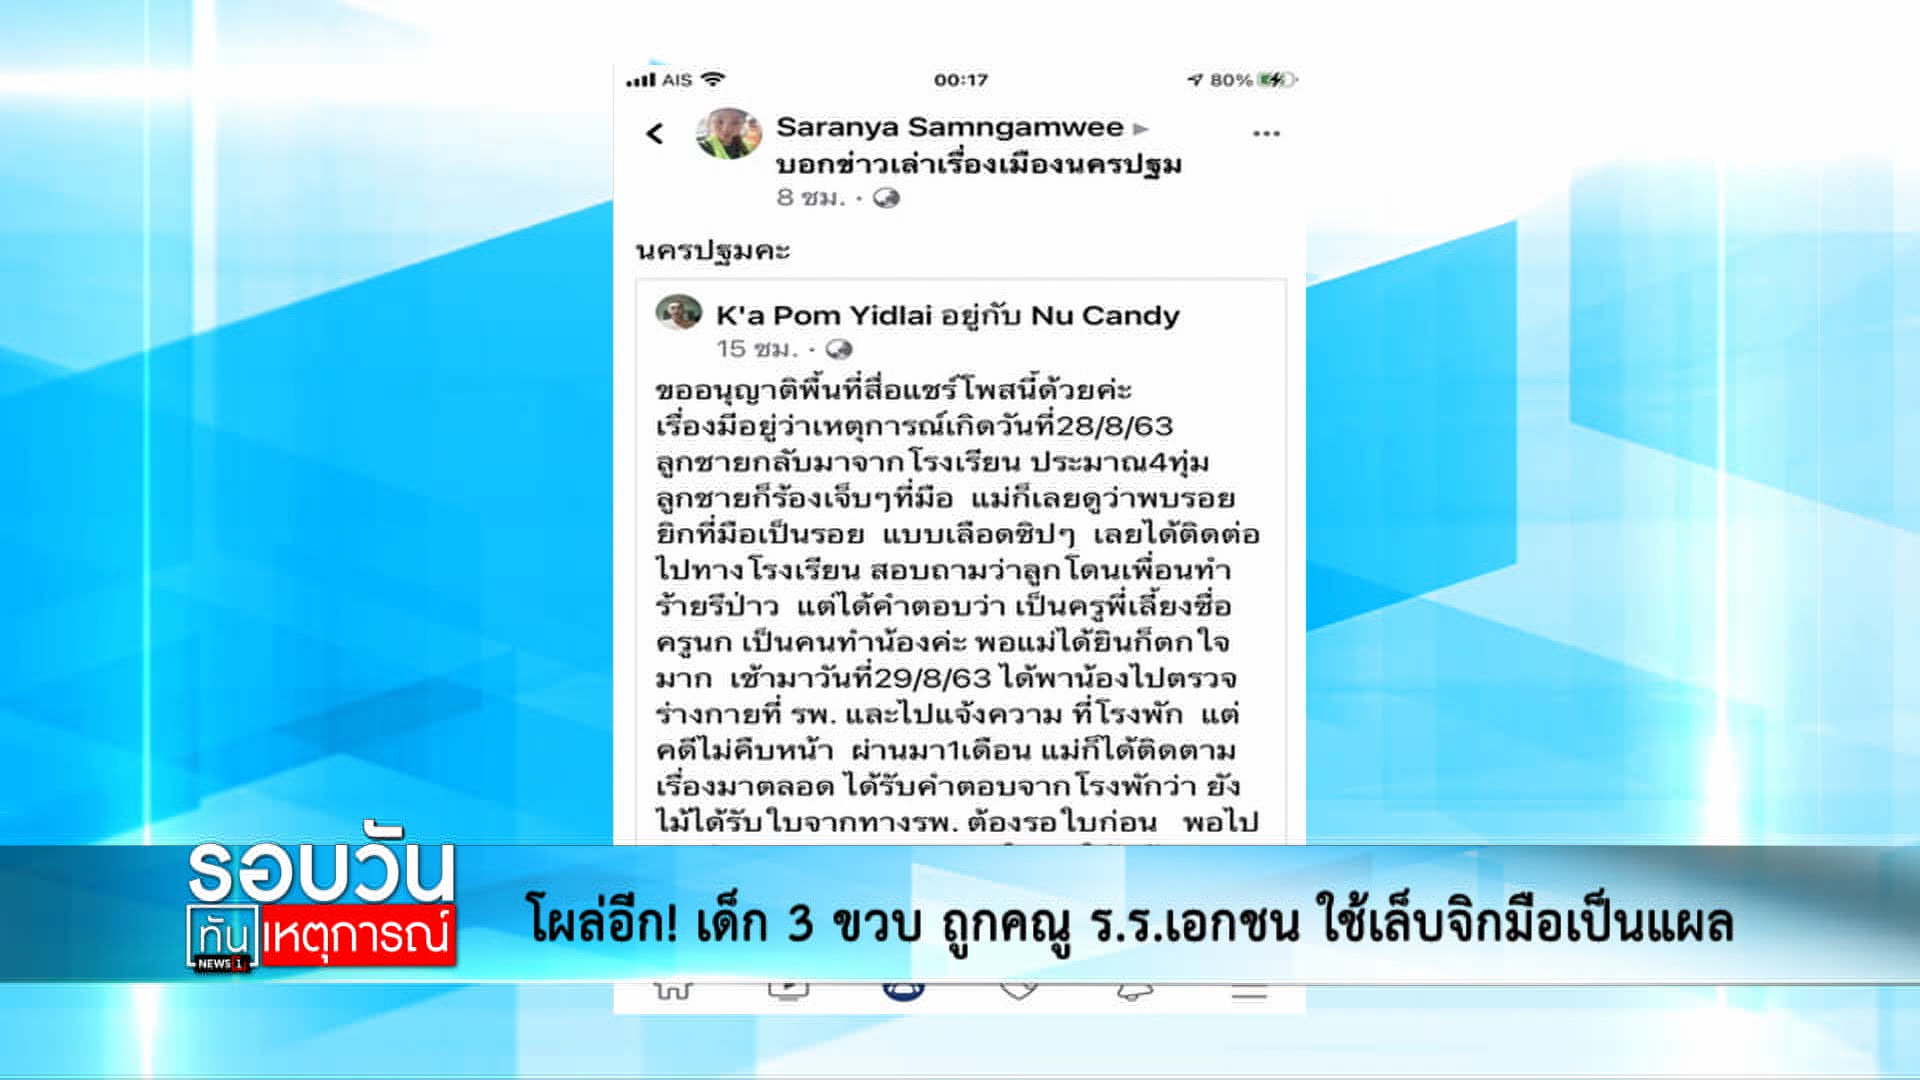 AIS
00:17
80%
Saranya Samngamwee
บอกข่าวเล่าเรื่องเมืองนครปฐม
8 ชม.
นครปฐมคะ
K'a Pom Yidlai อยู่กับ Nu Candy
15 ชม.
ขออนุญาติพื้นที่สื่อแชร์โพสนี้ด้วยค่ะ
เรื่องมีอยู่ว่าเหตุการณ์เกิดวันที่28/8/63
ลูกชายกลับมาจากโรงเรียน ประมาณ4ทุ่ม
ลูกชายก็ร้องเจ็บๆที่มือ แม่ก็เลยดูว่าพบรอย
ยิกที่มือเป็นรอย แบบเลือดซิปๆ เลยได้ติดต่อ
ไปทางโรงเรียน สอบถามว่าลูกโดนเพื่อนทำ
ร้ายรึป่าว แต่ได้คำตอบว่า เป็นครูพี่เลี้ยงชื่อ
ครูนก เป็นคนทำน้องค่ะ พอแม่ได้ยินก็ตกใจ
มาก เช้ามาวันที่29/8/63 ได้พาน้องไปตรวจ
ร่างกายที่ รพ. และไปแจ้งความ ที่โรงพัก แต่
คดีไม่คืบหน้า ผ่านมา1เดือน แม่ก็ได้ติดตาม
เรื่องมาตลอด ได้รับคำตอบจากโรงพักว่า ยัง
ไม้ได้รับใบจากทางรพ. ต้องรอใบก่อน พอไป
รอบวัน
ทันเหตุการณ์
NEWS 1
โผล่อีก! เด็ก 3 ขวบ ถูกคณู ร.ร.เอกชน ใช้เล็บจิกมือเป็นแผล